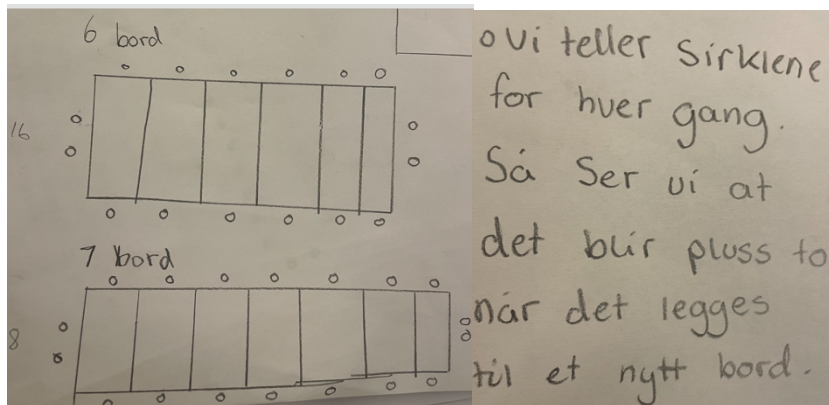 6 bord
16
7 bord
8
o vi teller sirklene
for hver gang.
Så Ser vi at
det blir pluss to
når det legges
til et nytt bord.